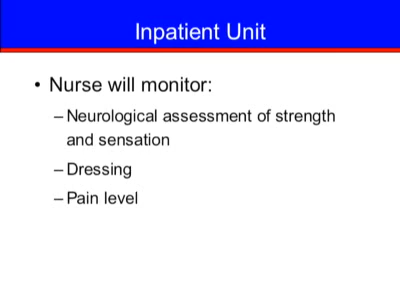 Inpatient Unit
• Nurse will monitor:
– Neurological assessment of strength
and sensation
– Dressing
– Pain level